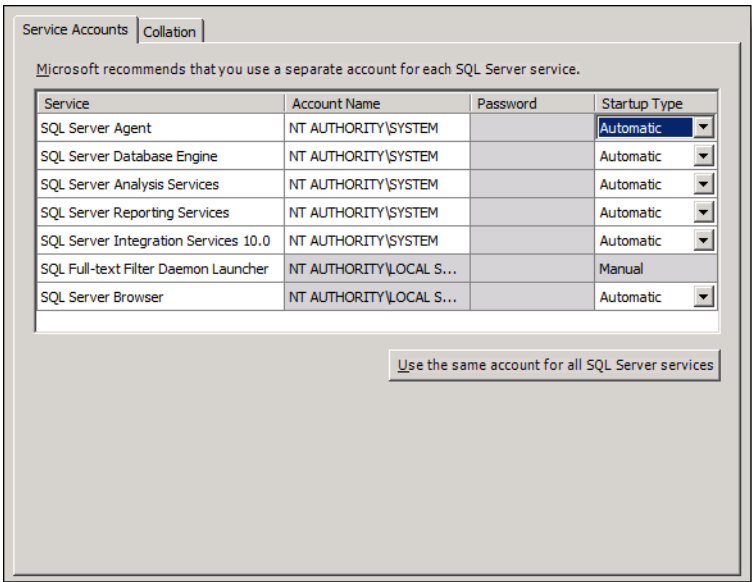 Service Accounts Collation
Microsoft recommends that you use a separate account for each SQL Server service.
Service Account Name Password Startup Type
SQL Server Agent NT AUTHORITY\SYSTEM Automatic
SQL Server Database Engine NT AUTHORITY\SYSTEM Automatic
SQL Server Analysis Services NT AUTHORITY\SYSTEM Automatic
SQL Server Reporting Services NT AUTHORITY\SYSTEM Automatic
SQL Server Integration Services 10.0 NT AUTHORITY\SYSTEM Automatic
SQL Full-text Filter Daemon Launcher NT AUTHORITY\LOCAL S... Manual
SQL Server Browser NT AUTHORITY\LOCAL S... Automatic
Use the same account for all SQL Server services